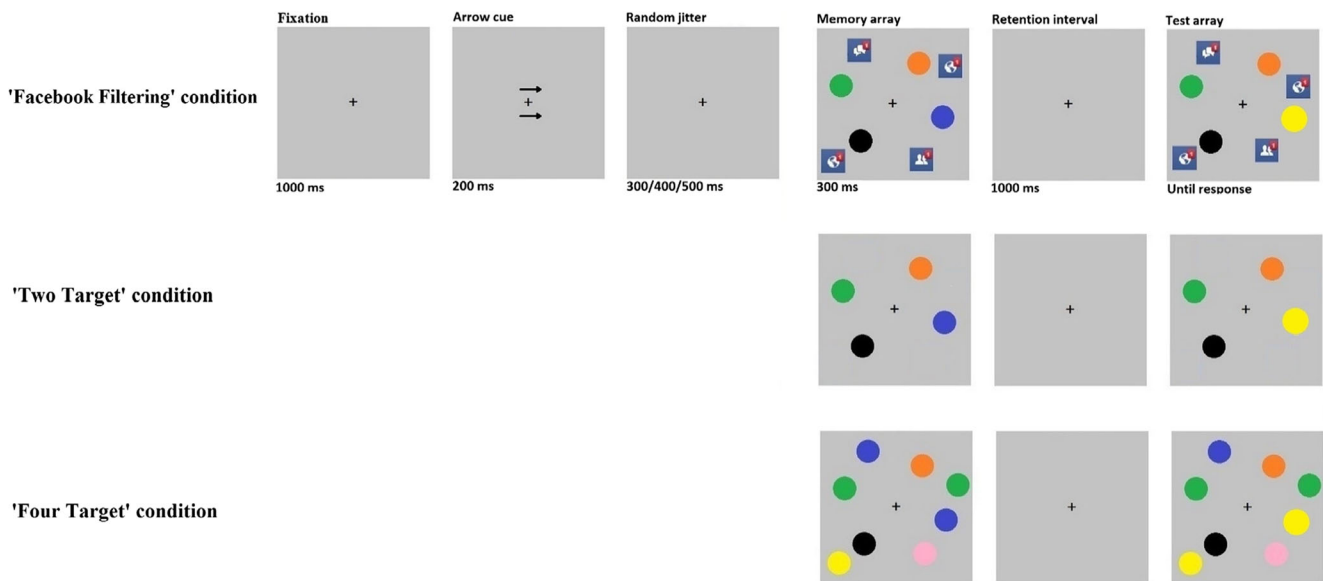 Fixation
Arrow cue
Random jitter
Memory array
Retention interval
Test array
'Facebook Filtering' condition
1000 ms
200 ms
300/400/500 ms
300 ms
1000 ms
Until response
'Two Target' condition
'Four Target' condition